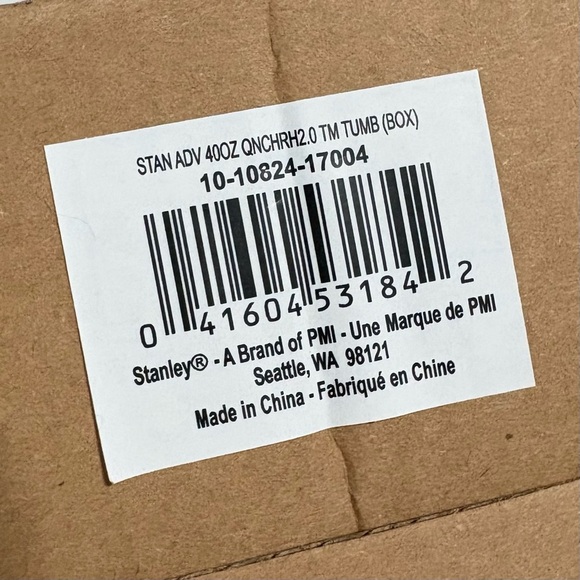 STAN ADV 40OZ QNCHRH2.0 TM TUMB (BOX)
10-10824-17004
0 41604 53184 2
Stanley® - A Brand of PMI - Une Marque de PMI
Seattle, WA 98121
Made in China - Fabriqué en Chine